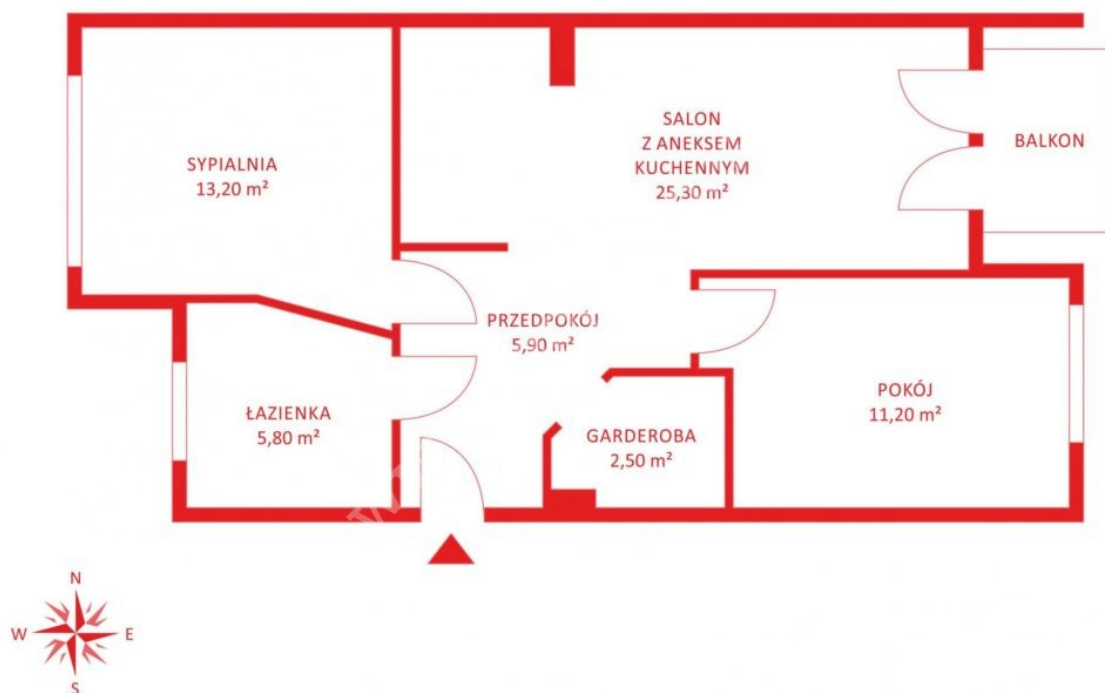 SYPIALNIA
13,20 m²
SALON
Z ANEKSEM
KUCHENNYM
25,30 m²
BALKON
PRZEDPOKÓJ
5,90 m²
ŁAZIENKA
5,80 m²
GARDEROBA
2,50 m²
POKÓJ
11,20 m²
N
W
E
S